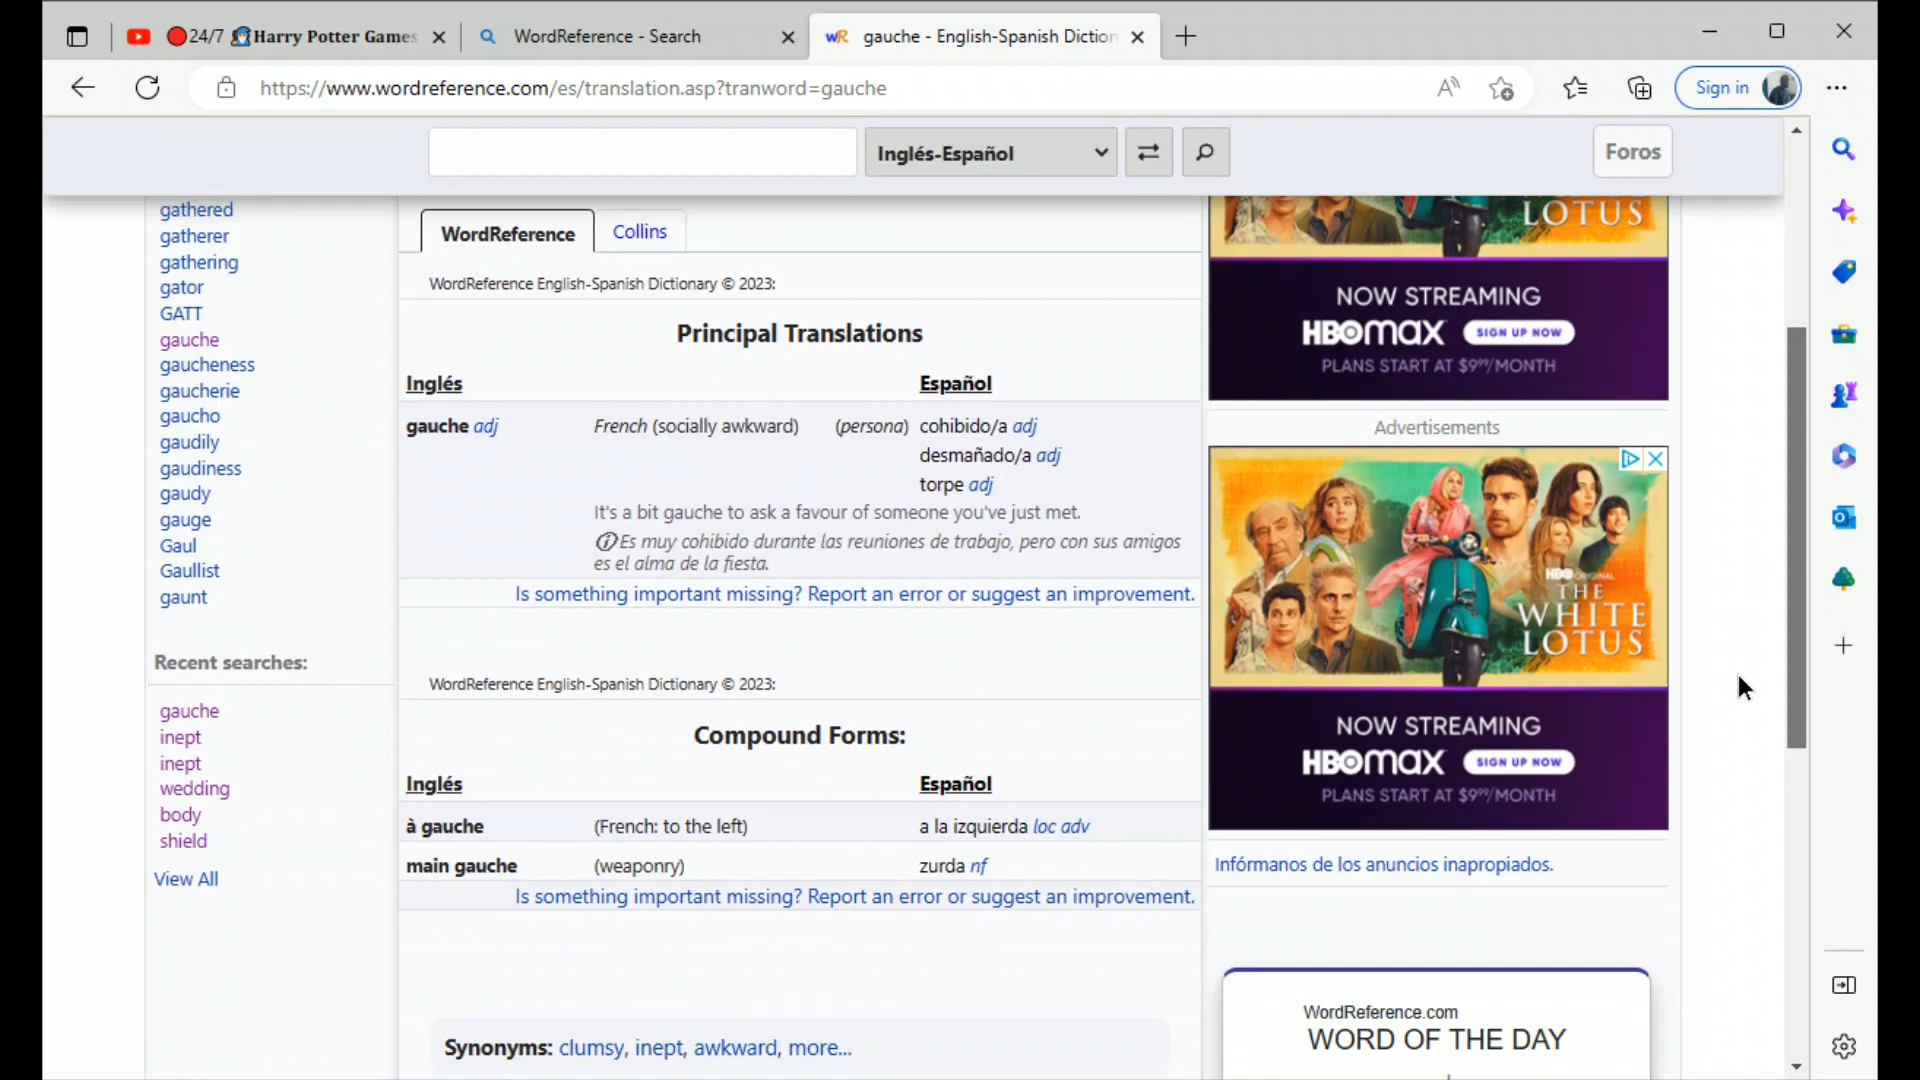 24/7 Harry Potter Games
WordReference - Search
wR gauche - English-Spanish Diction
https://www.wordreference.com/es/translation.asp?tranword=gauche
Sign in
Inglés-Español
Foros
gathered
gatherer
gathering
gator
GATT
gauche
gaucheness
gaucherie
gaucho
gaudily
gaudiness
gaudy
gauge
Gaul
Gaullist
gaunt
Recent searches:
gauche
inept
inept
wedding
body
shield
View All
WordReference Collins
WordReference English-Spanish Dictionary © 2023:
Principal Translations
Inglés Español
gauche adj French (socially awkward) (persona) cohibido/a adj
desmañado/a adj
torpe adj
It's a bit gauche to ask a favour of someone you've just met.
Es muy cohibido durante las reuniones de trabajo, pero con sus amigos
es el alma de la fiesta.
Is something important missing? Report an error or suggest an improvement.
WordReference English-Spanish Dictionary © 2023:
Compound Forms:
Inglés Español
à gauche (French: to the left) a la izquierda loc adv
main gauche (weaponry) zurda nf
Is something important missing? Report an error or suggest an improvement.
Synonyms: clumsy, inept, awkward, more...
LOTUS
NOW STREAMING
HBOMAX SIGN UP NOW
PLANS START AT $9⁹⁹/MONTH
Advertisements
HBO ORIGINAL
THE
WHITE
LOTUS
NOW STREAMING
HBOMAX SIGN UP NOW
PLANS START AT $9⁹⁹/MONTH
Infórmanos de los anuncios inapropiados.
WordReference.com
WORD OF THE DAY